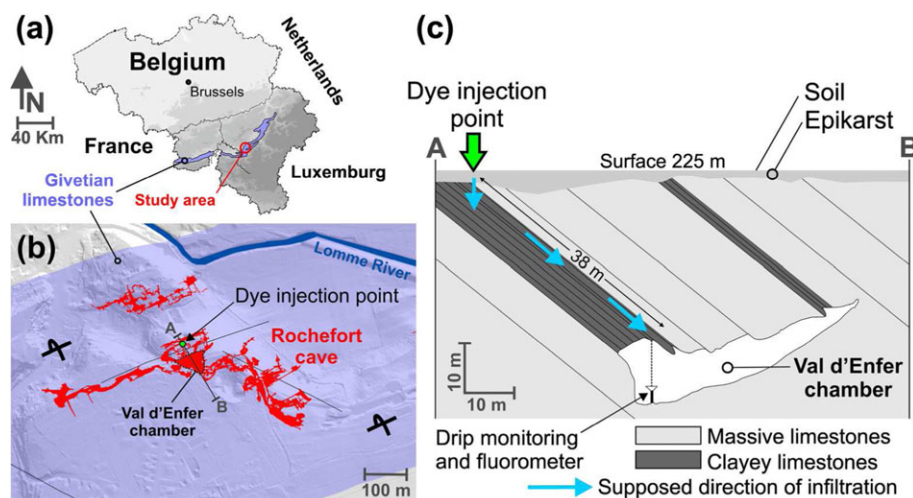 (a)
Belgium
Brussels
Netherlands
N
40 Km
France
Luxemburg
Givetian
limestones
Study area
(b)
Lomme River
Dye injection point
A
Rochefort
cave
Val d'Enfer
chamber
B
100 m
(c)
Dye injection
point
Soil
Epikarst
A
B
Surface 225 m
38 m
Val d'Enfer
chamber
10 m
10 m
Drip monitoring
and fluorometer
Massive limestones
Clayey limestones
Supposed direction of infiltration